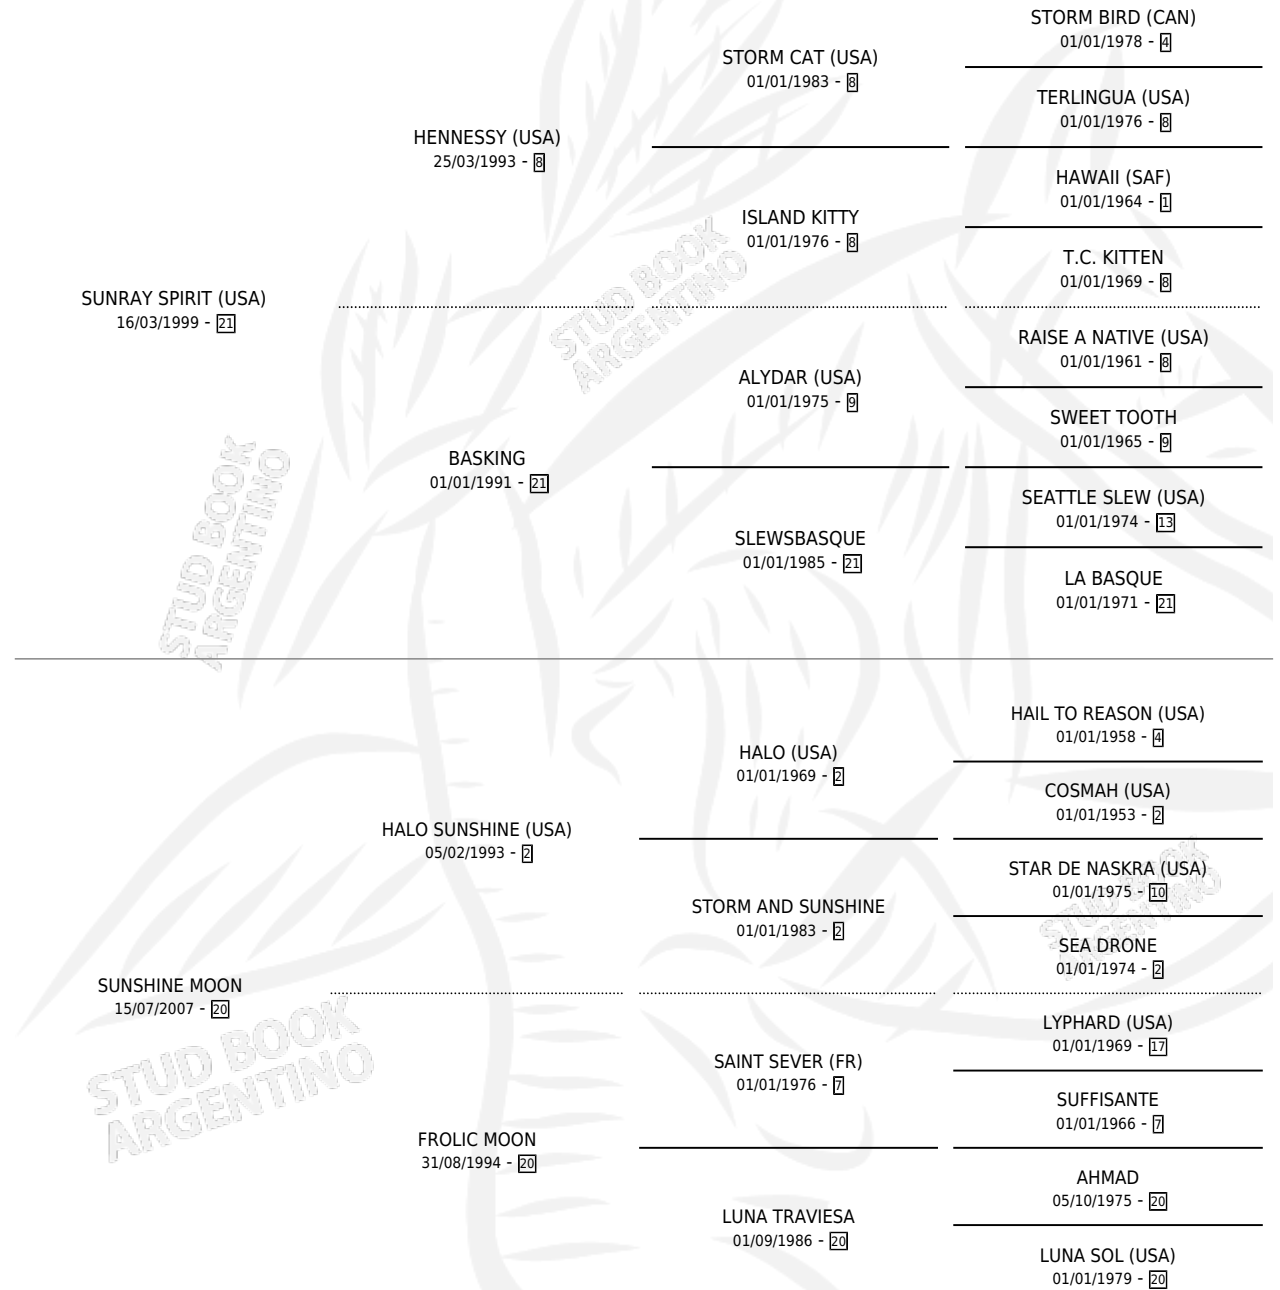 STORM BIRD (CAN)
01/01/1978 - 4
STORM CAT (USA)
01/01/1983 - 8
TERLINGUA (USA)
01/01/1976 - 8
HENNESSY (USA)
25/03/1993 - 8
HAWAII (SAF)
01/01/1964 - 1
ISLAND KITTY
01/01/1976 - 8
T.C. KITTEN
01/01/1969 - 8
SUNRAY SPIRIT (USA)
16/03/1999 - 21
RAISE A NATIVE (USA)
01/01/1961 - 8
ALYDAR (USA)
01/01/1975 - 9
SWEET TOOTH
01/01/1965 - 9
BASKING
01/01/1991 - 21
SEATTLE SLEW (USA)
01/01/1974 - 13
SLEWSBASQUE
01/01/1985 - 21
LA BASQUE
01/01/1971 - 21
HAIL TO REASON (USA)
01/01/1958 - 4
HALO (USA)
01/01/1969 - 2
COSMAH (USA)
01/01/1953 - 2
HALO SUNSHINE (USA)
05/02/1993 - 2
STAR DE NASKRA (USA)
01/01/1975 - 10
STORM AND SUNSHINE
01/01/1983 - 2
SEA DRONE
01/01/1974 - 2
SUNSHINE MOON
15/07/2007 - 20
LYPHARD (USA)
01/01/1969 - 17
SAINT SEVER (FR)
01/01/1976 - 7
SUFFISANTE
01/01/1966 - 7
FROLIC MOON
31/08/1994 - 20
AHMAD
05/10/1975 - 20
LUNA TRAVIESA
01/09/1986 - 20
LUNA SOL (USA)
01/01/1979 - 20
STUD BOOK
ARGENTINO
STUD BOOK
ARGENTINO
STUD BOOK
ARGENTINO
STUD BOOK
ARGENTINO